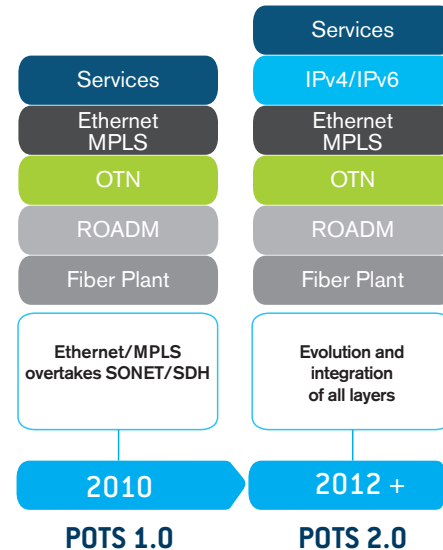 Services
Ethernet
MPLS
OTN
ROADM
Fiber Plant
Ethernet/MPLS
overtakes SONET/SDH
2010
POTS 1.0
Services
IPv4/IPv6
Ethernet
MPLS
OTN
ROADM
Fiber Plant
Evolution and
integration
of all layers
2012 +
POTS 2.0